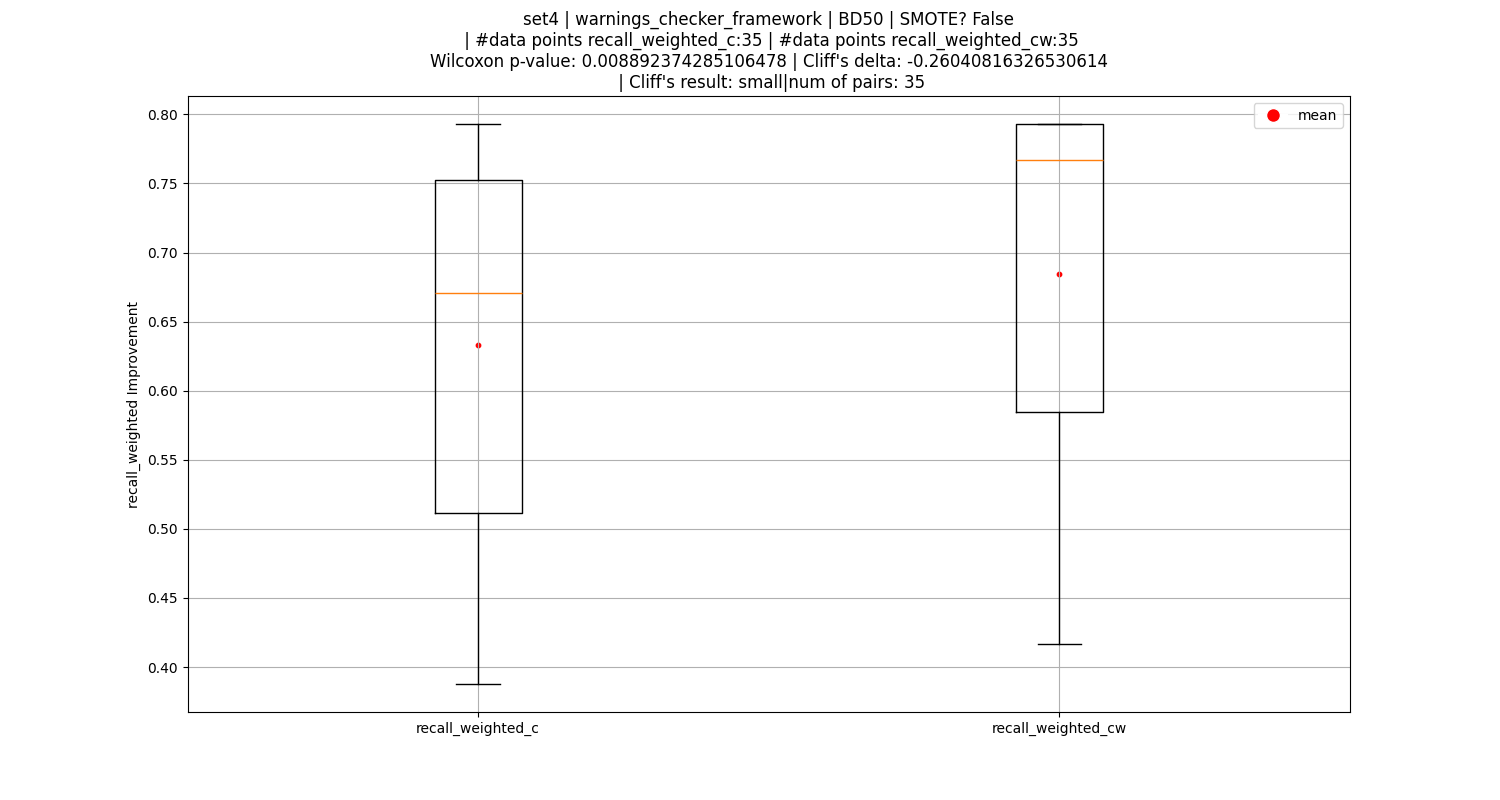 set4 | warnings_checker_framework | BD50 | SMOTE? False
| #data points recall_weighted_c:35 | #data points recall_weighted_cw:35
Wilcoxon p-value: 0.008892374285106478 | Cliff's delta: -0.26040816326530614
| Cliff's result: small|num of pairs: 35
mean
0.80
0.75
0.70
0.65
0.60
0.55
0.50
0.45
0.40
recall_weighted Improvement
recall_weighted_c
recall_weighted_cw